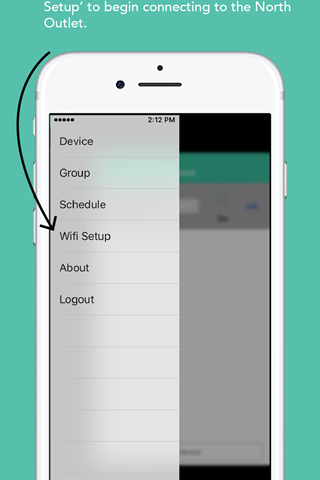 Setup’ to begin connecting to the North
Outlet.
2:12 PM
Device
Group
Schedule
Wifi Setup
About
Logout